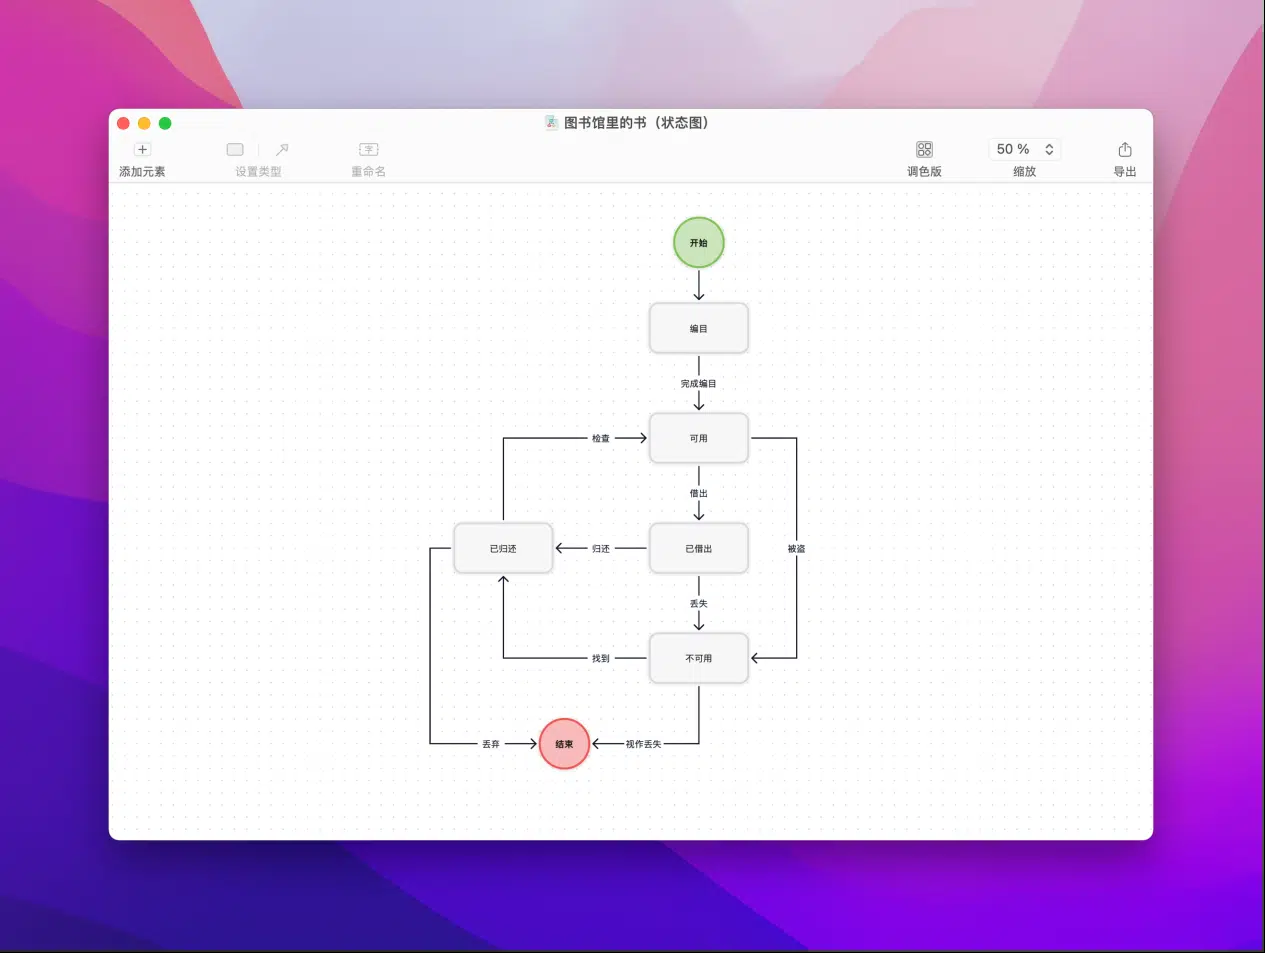 图书馆里的书（状态图）
添加元素
设置类型
字
重命名
调色版
50 %
缩放
导出
开始
编目
完成编目
检查
可用
借出
已归还
归还
已借出
被盗
丢失
找到
不可用
丢弃
结束
视作丢失